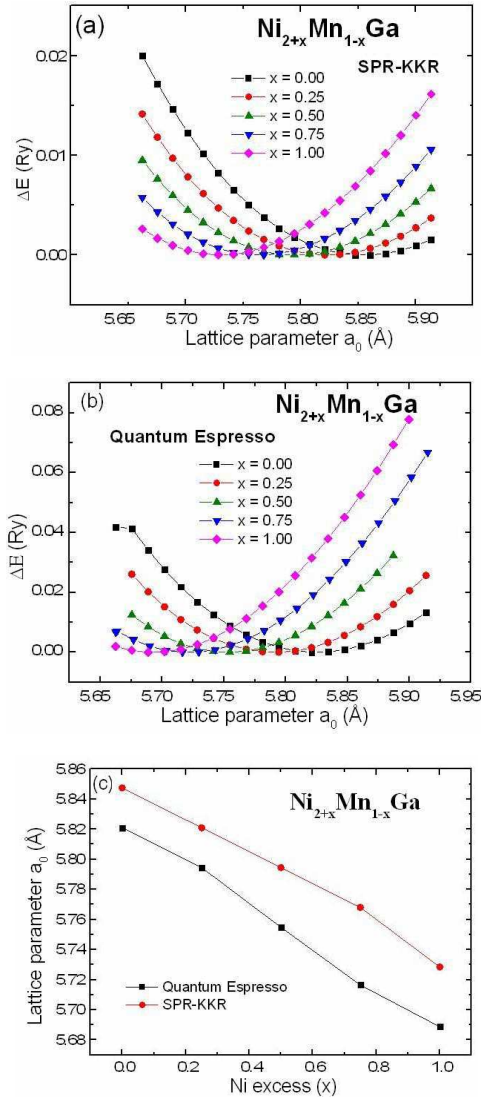 (a)
Ni2+xMn1-xGa
SPR-KKR
x = 0.00
x = 0.25
x = 0.50
x = 0.75
x = 1.00
ΔE (Ry)
0.02
0.01
0.00
5.65 5.70 5.75 5.80 5.85 5.90
Lattice parameter a0 (Å)
(b)
Ni2+xMn1-xGa
Quantum Espresso
x = 0.00
x = 0.25
x = 0.50
x = 0.75
x = 1.00
ΔE (Ry)
0.08
0.06
0.04
0.02
0.00
5.65 5.70 5.75 5.80 5.85 5.90 5.95
Lattice parameter a0 (Å)
(c)
Ni2+xMn1-xGa
Lattice parameter a0 (Å)
5.86
5.84
5.82
5.80
5.78
5.76
5.74
5.72
5.70
5.68
Quantum Espresso
SPR-KKR
0.0 0.2 0.4 0.6 0.8 1.0
Ni excess (x)